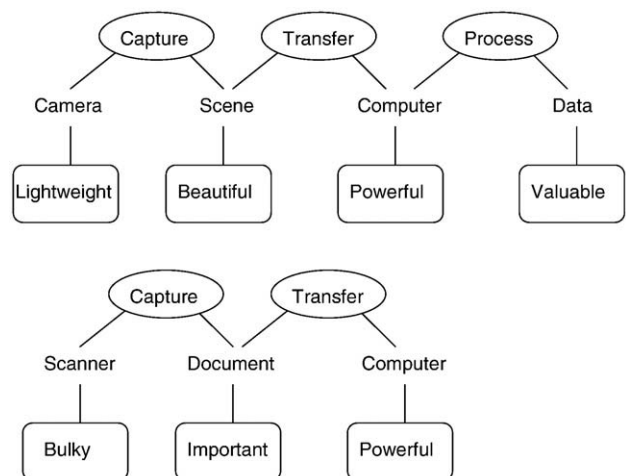 Capture Transfer Process
Camera Scene Computer Data
Lightweight Beautiful Powerful Valuable
Capture Transfer
Scanner Document Computer
Bulky Important Powerful